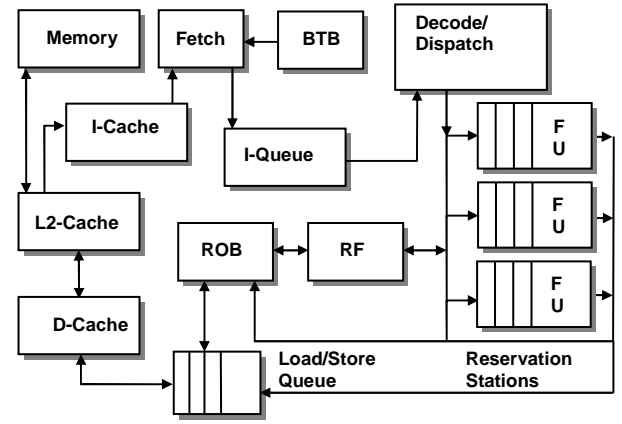 Memory
Fetch
BTB
Decode/
Dispatch
I-Cache
I-Queue
F
U
L2-Cache
ROB
RF
F
U
D-Cache
F
U
Load/Store
Queue
Reservation
Stations